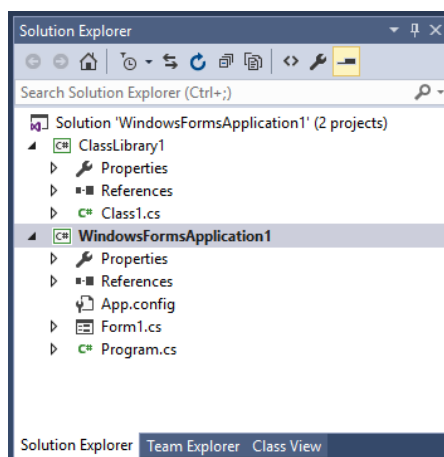 Solution Explorer
Search Solution Explorer (Ctrl+;)
Solution 'WindowsFormsApplication1' (2 projects)
C# ClassLibrary1
Properties
References
C# Class1.cs
C# WindowsFormsApplication1
Properties
References
App.config
Form1.cs
C# Program.cs
Solution Explorer Team Explorer Class View